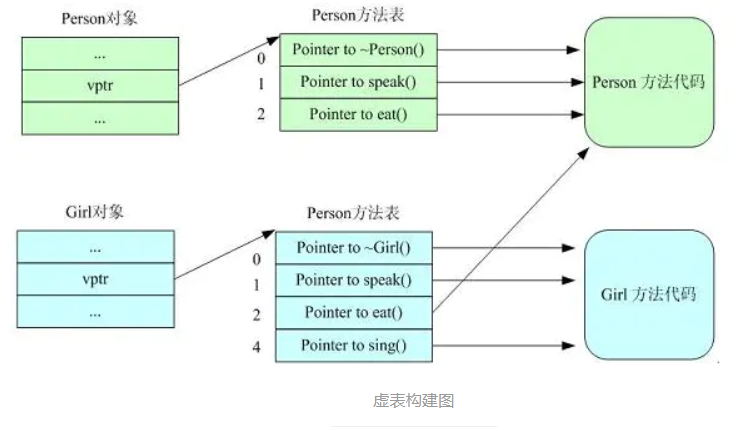 Person对象
Person方法表
...
vptr
...
0
1
2
Pointer to ~Person()
Pointer to speak()
Pointer to eat()
Person 方法代码
Girl对象
Person方法表
...
vptr
...
0
1
2
4
Pointer to ~Girl()
Pointer to speak()
Pointer to eat()
Pointer to sing()
Girl 方法代码
虚表构建图